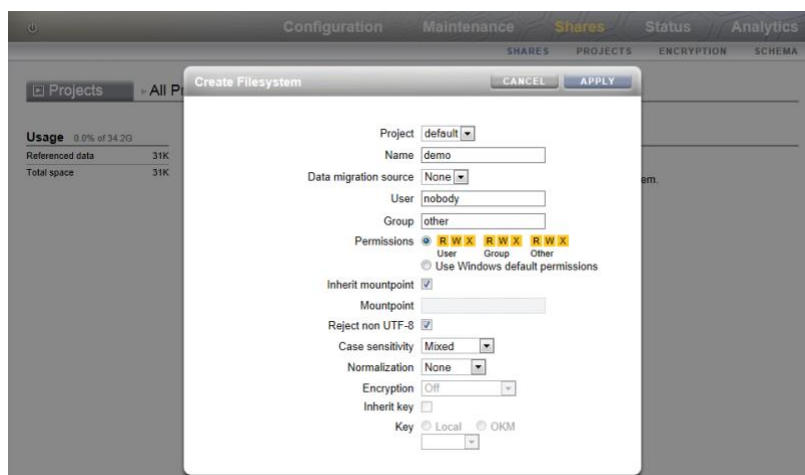 Configuration Maintenance Shares Status Analytics
SHARES PROJECTS ENCRYPTION SCHEMA
Projects All
Usage 0.0% of 34.2G
Referenced data 31K
Total space 31K
em.
Create Filesystem CANCEL APPLY
Project default
Name demo
Data migration source None
User nobody
Group other
Permissions R W X R W X R W X
User Group Other
Use Windows default permissions
Inherit mountpoint
Mountpoint
Reject non UTF-8
Case sensitivity Mixed
Normalization None
Encryption Off
Inherit key
Key Local OKM